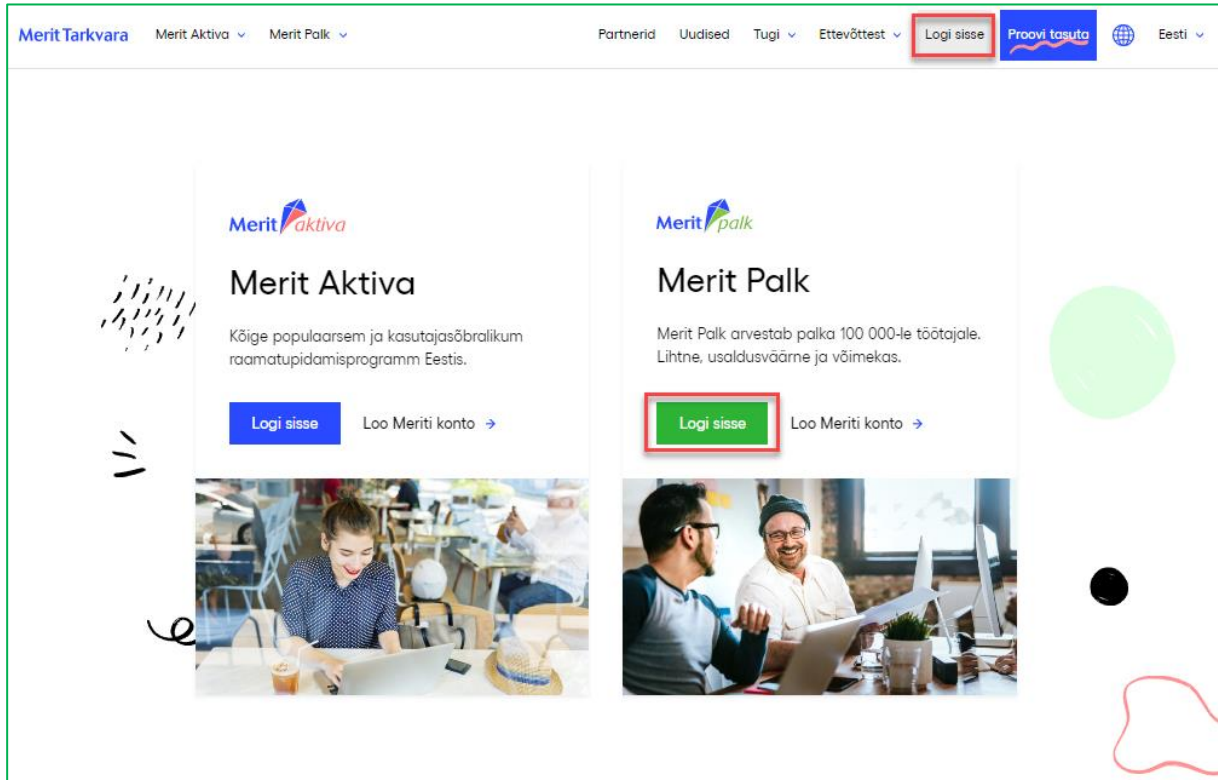 Merit Tarkvara Merit Aktiva Merit Palk Partnerid Uudised Tugi Ettevõttest Logi sisse Proovi tasuta Eesti
Merit aktiva
Merit Aktiva
Kõige populaarsem ja kasutajasõbralikum
raamatupidamisprogramm Eestis.
Logi sisse Loo Meriti konto →
Merit palk
Merit Palk
Merit Palk arvestab palka 100 000-le töötajale.
Lihtne, usaldusväärne ja võimekas.
Logi sisse Loo Meriti konto →